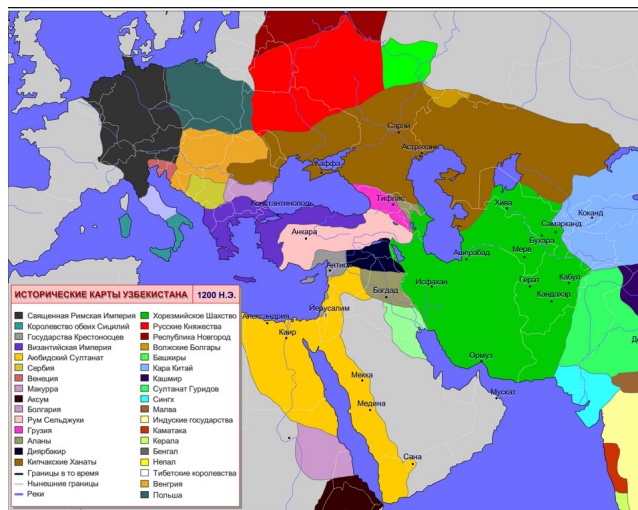 Сарай
Астрахань
Каффа
Константинополь
Тифлис
Хива
Коканд
Самарканд
Бухара
Анкара
Ашерабад
Мерв
Антио
Исфахан
Герат
Кабул
Багдад
Кандахар
Иерусалим
Александрия
Каир
Ормуз
Мекка
Мускат
Медина
Сана
ИСТОРИЧЕСКИЕ КАРТЫ УЗБЕКИСТАНА 1200 Н.Э.
Священная Римская Империя
Королевство обеих Сицилий
Государства Крестоносцев
Византийская Империя
Аюбидский Султанат
Сербия
Венеция
Макурра
Аксум
Болгария
Рум Сельджуки
Грузия
Аланы
Диярбакир
Кипчакские Ханаты
Границы в то время
Нынешние границы
Реки
Хорезмийское Шахство
Русские Княжества
Республика Новгород
Волжские Болгары
Башкиры
Кара Китай
Кашмир
Султанат Гуридов
Сингх
Малва
Индуские государства
Каматака
Керала
Бенгал
Непал
Тибетские королевства
Венгрия
Польша